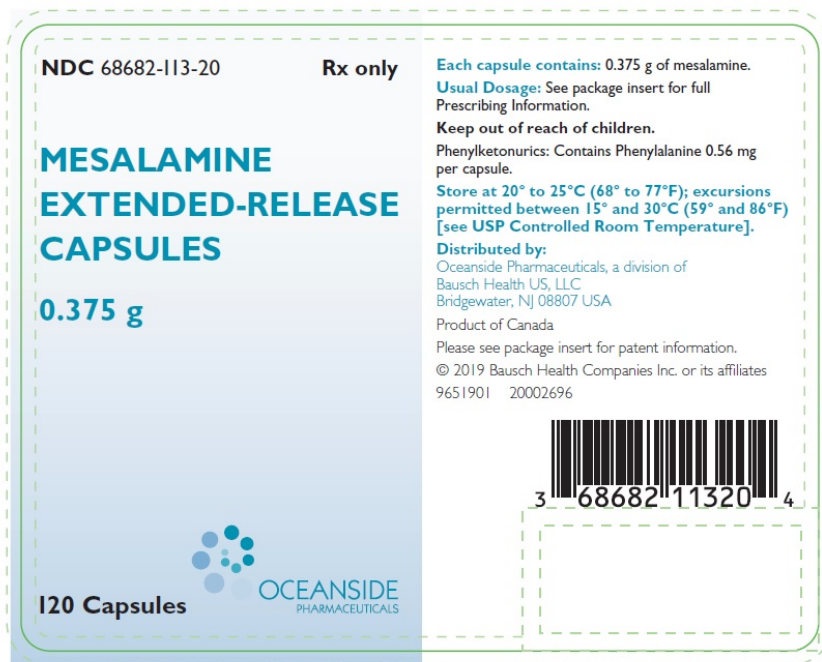 NDC 68682-113-20 Rx only
MESALAMINE
EXTENDED-RELEASE
CAPSULES
0.375 g
120 Capsules
OCEANSIDE
PHARMACEUTICALS
Each capsule contains: 0.375 g of mesalamine.
Usual Dosage: See package insert for full
Prescribing Information.
Keep out of reach of children.
Phenylketonurics: Contains Phenylalanine 0.56 mg
per capsule.
Store at 20° to 25°C (68° to 77°F); excursions
permitted between 15° and 30°C (59° and 86°F)
[see USP Controlled Room Temperature].
Distributed by:
Oceanside Pharmaceuticals, a division of
Bausch Health US, LLC
Bridgewater, NJ 08807 USA
Product of Canada
Please see package insert for patent information.
© 2019 Bausch Health Companies Inc. or its affiliates
9651901 20002696
3 68682 11320 4